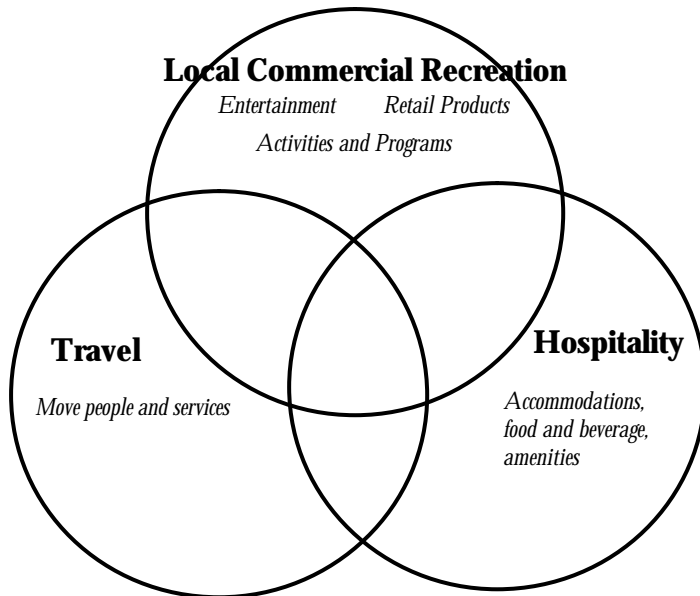 Local Commercial Recreation
Entertainment Retail Products
Activities and Programs
Travel
Move people and services
Hospitality
Accommodations,
food and beverage,
amenities